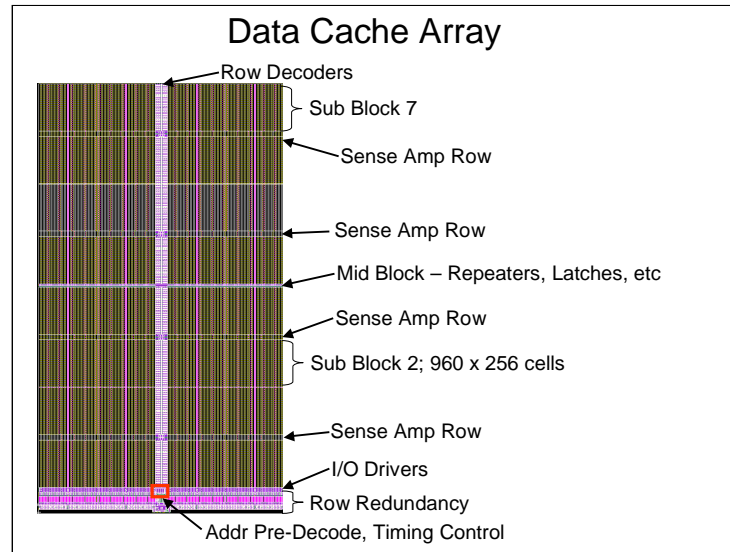 Data Cache Array
Row Decoders
Sub Block 7
Sense Amp Row
Sense Amp Row
Mid Block – Repeaters, Latches, etc
Sense Amp Row
Sub Block 2; 960 x 256 cells
Sense Amp Row
I/O Drivers
Row Redundancy
Addr Pre-Decode, Timing Control